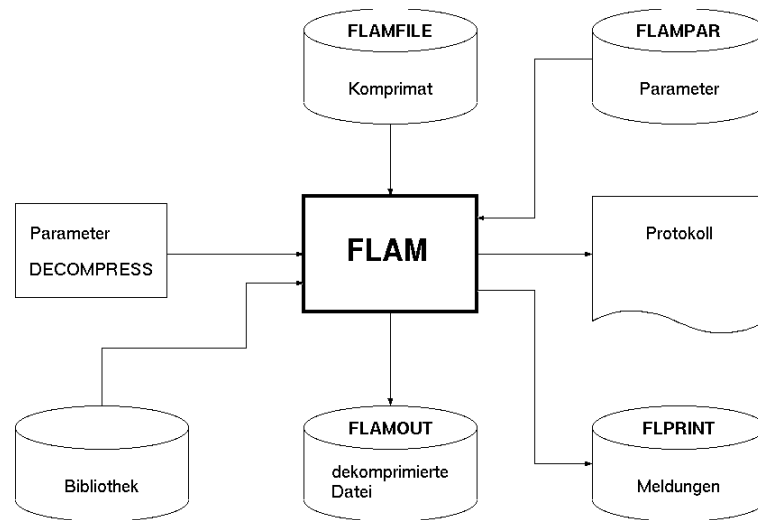 FLAMFILE
Komprimat
FLAMPAR
Parameter
Parameter
DECOMPRESS
FLAM
Protokoll
Bibliothek
FLAMOUT
dekomprimierte
Datei
FLPRINT
Meldungen